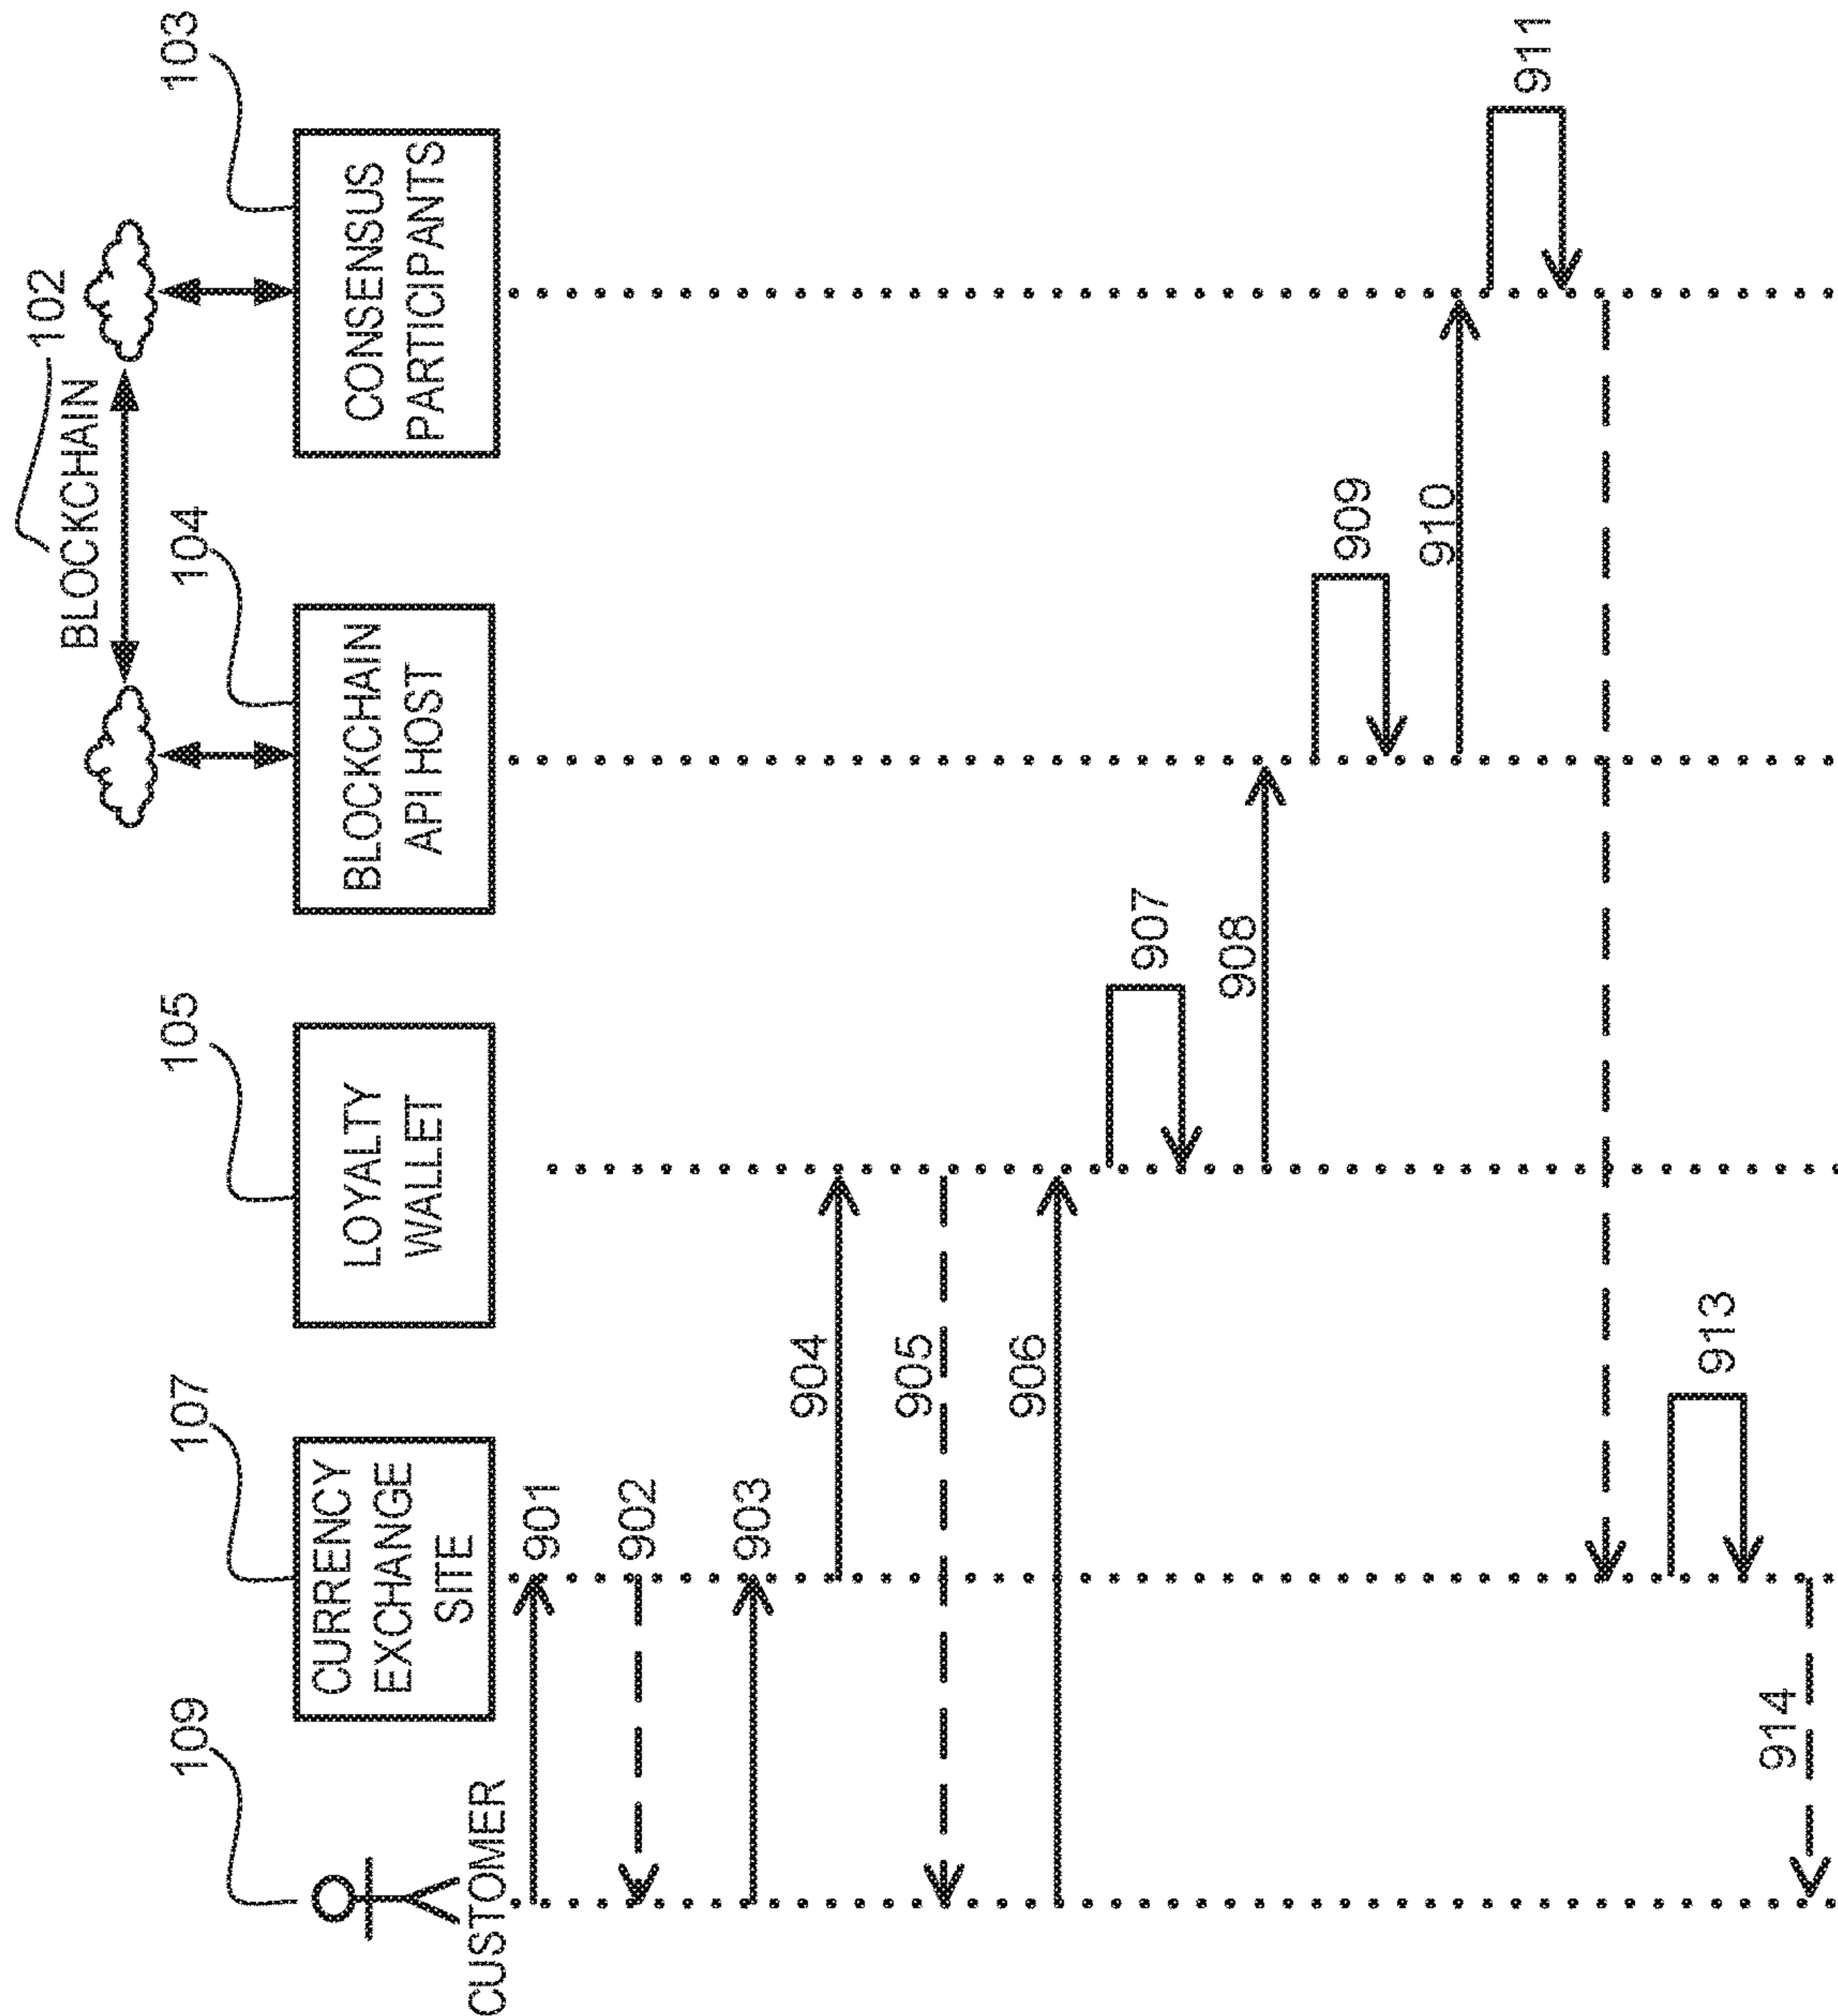 102
BLOCKCHAIN
109
107
105
104
103
CUSTOMER
CURRENCY
EXCHANGE
SITE
LOYALTY
WALLET
BLOCKCHAIN
API HOST
CONSENSUS
PARTICIPANTS
901
902
903
904
905
906
907
908
909
910
911
913
914